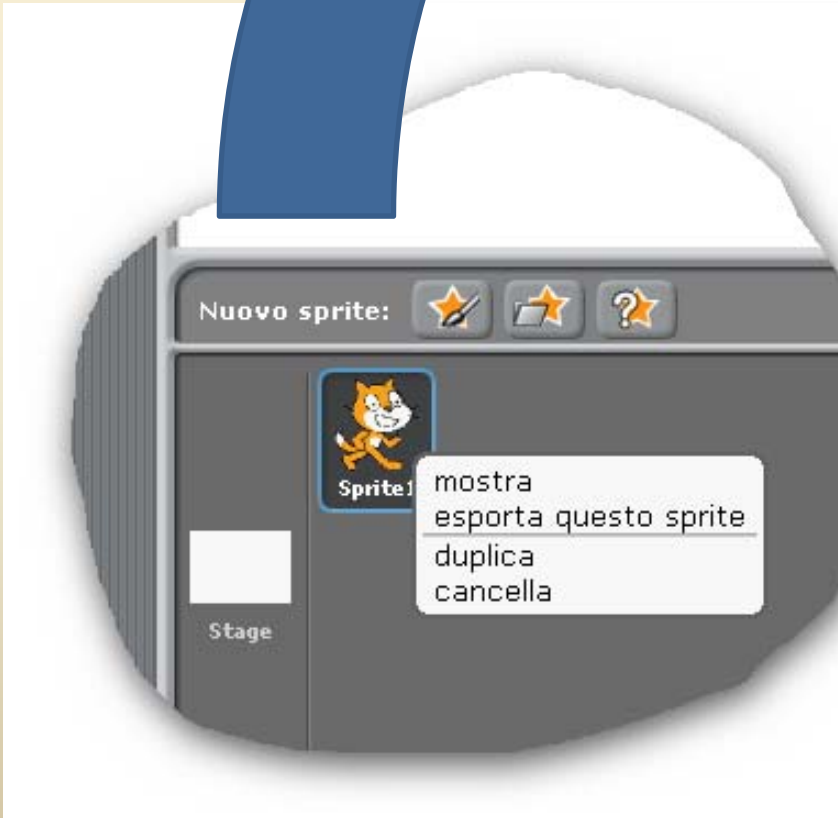 Nuovo sprite:
Sprite1
mostra
esporta questo sprite
duplica
cancella
Stage